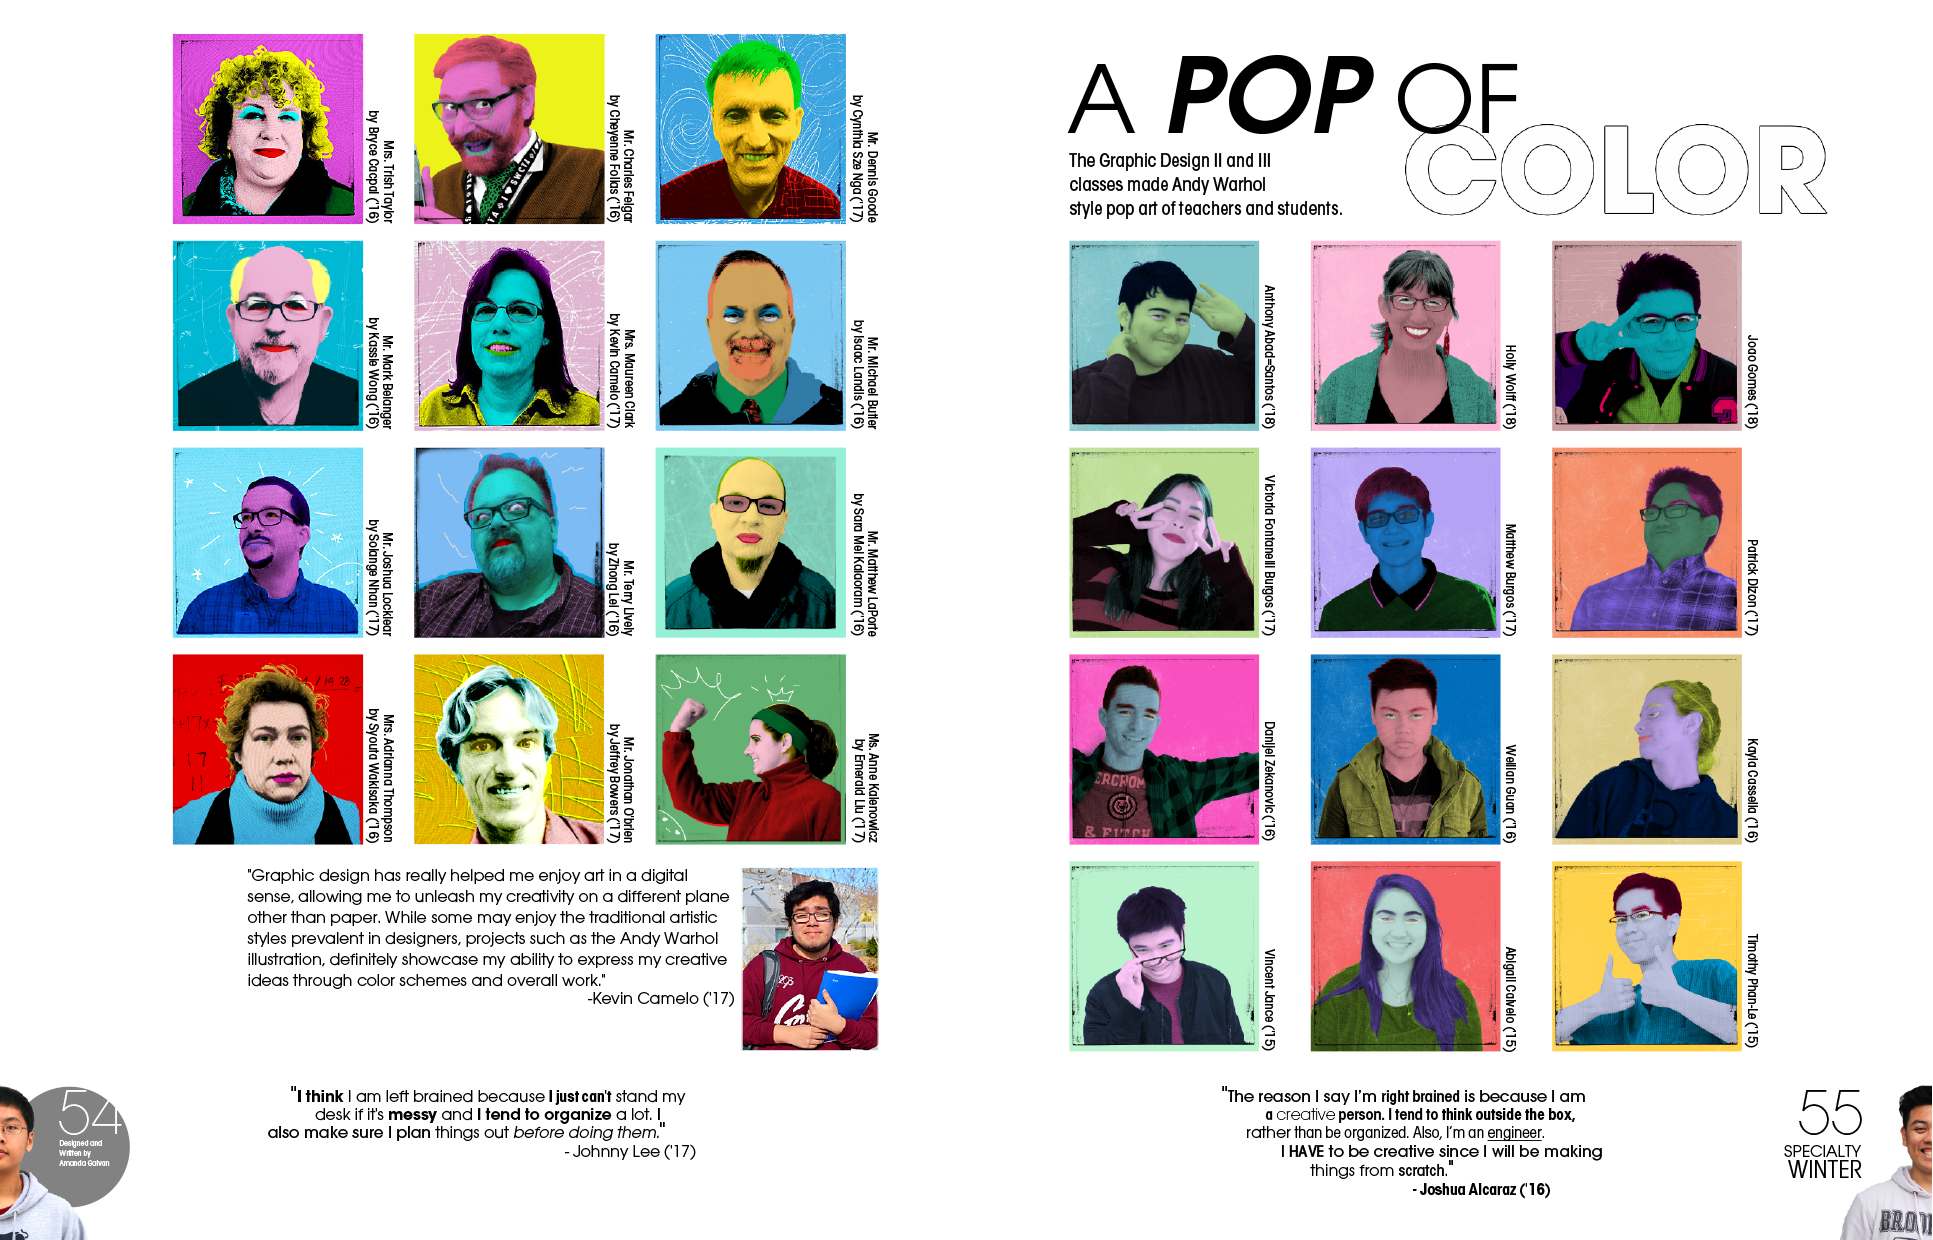 Mrs. Trish Taylor
by Bryce Cacpal ('16)
Mr. Charles Felgar
by Cheyenne Follas ('16)
Mr. Dennis Goode
by Cynthia Sze Nga ('17)
Mr. Mark Belanger
by Kassie Wong ('16)
Mrs. Maureen Clark
by Kevin Camelo ('17)
Mr. Michael Butler
by Isaac Landis ('16)
Mr. Joshua Locklear
by Solange Nhan ('17)
Mr. Terry Lively
by Zhong Lei ('16)
Mr. Matthew LaPorte
by Sara Mei Kalaoram ('16)
Mrs. Adrianna Thompson
by Syoufa Wakisaka ('16)
Mr. Jonathan O'brien
by Jeffrey Bowers ('17)
Ms. Anne Kalenowicz
by Emerald Liu ('17)
"Graphic design has really helped me enjoy art in a digital
sense, allowing me to unleash my creativity on a different plane
other than paper. While some may enjoy the traditional artistic
styles prevalent in designers, projects such as the Andy Warhol
illustration, definitely showcase my ability to express my creative
ideas through color schemes and overall work."
-Kevin Camelo ('17)
"I think I am left brained because I just can't stand my
desk if it's messy and I tend to organize a lot. I
also make sure I plan things out before doing them."
- Johnny Lee ('17)
54
Designed and
Written by
Amanda Galvan
A POP OF
COLOR
The Graphic Design II and III
classes made Andy Warhol
style pop art of teachers and students.
Anthony Abad=Santos ('18)
Holly Wolff ('18)
Joao Gomes ('18)
Victoria Fontanelli Burgos ('17)
Matthew Burgos ('17)
Patrick Dizon ('17)
ERCROM
& FITCH
Danijel Zekanovic ('16)
Weilian Guan ('16)
Kayla Cassella ('16)
Vincent Jance ('15)
Abigail Calvelo ('15)
Timothy Phan-Le ('15)
"The reason I say I'm right brained is because I am
a creative person. I tend to think outside the box,
rather than be organized. Also, I'm an engineer.
I HAVE to be creative since I will be making
things from scratch."
- Joshua Alcaraz ('16)
55
SPECIALTY
WINTER